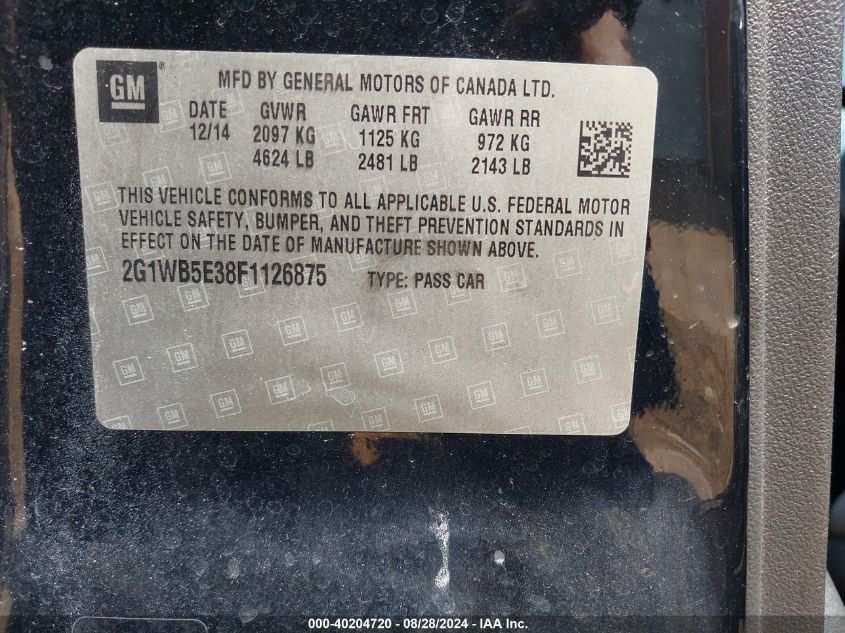 GM ® MFD BY GENERAL MOTORS OF CANADA LTD.
DATE GVWR GAWR FRT GAWR RR
12/14 2097 KG 1125 KG 972 KG
4624 LB 2481 LB 2143 LB
THIS VEHICLE CONFORMS TO ALL APPLICABLE U.S. FEDERAL MOTOR
VEHICLE SAFETY, BUMPER, AND THEFT PREVENTION STANDARDS IN
EFFECT ON THE DATE OF MANUFACTURE SHOWN ABOVE.
2G1WB5E38F1126875 TYPE: PASS CAR
000-40204720 - 08/28/2024 - IAA Inc.